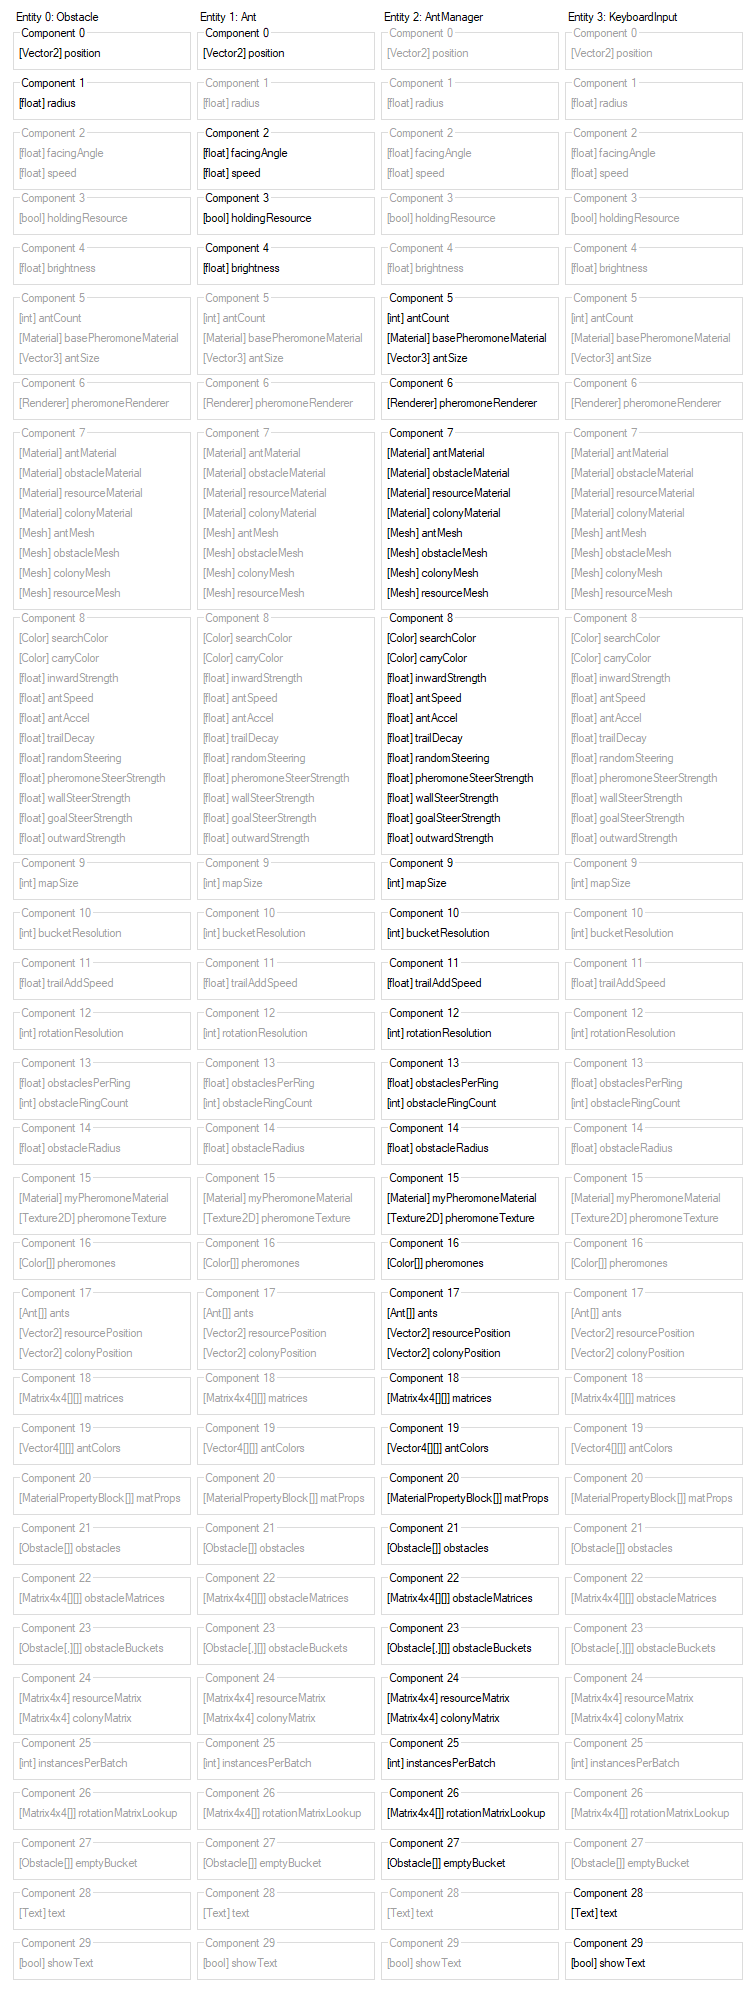 Entity 0: Obstacle
Component 0
[Vector2] position
Component 1
[float] radius
Component 2
[float] facingAngle
[float] speed
Component 3
[bool] holdingResource
Component 4
[float] brightness
Component 5
[int] antCount
[Material] basePheromoneMaterial
[Vector3] antSize
Component 6
[Renderer] pheromoneRenderer
Component 7
[Material] antMaterial
[Material] obstacleMaterial
[Material] resourceMaterial
[Material] colonyMaterial
[Mesh] antMesh
[Mesh] obstacleMesh
[Mesh] colonyMesh
[Mesh] resourceMesh
Component 8
[Color] searchColor
[Color] carryColor
[float] inwardStrength
[float] antSpeed
[float] antAccel
[float] trailDecay
[float] randomSteering
[float] pheromoneSteerStrength
[float] wallSteerStrength
[float] goalSteerStrength
[float] outwardStrength
Component 9
[int] mapSize
Component 10
[int] bucketResolution
Component 11
[float] trailAddSpeed
Component 12
[int] rotationResolution
Component 13
[float] obstaclesPerRing
[int] obstacleRingCount
Component 14
[float] obstacleRadius
Component 15
[Material] myPheromoneMaterial
[Texture2D] pheromoneTexture
Component 16
[Color[]] pheromones
Component 17
[Ant[]] ants
[Vector2] resourcePosition
[Vector2] colonyPosition
Component 18
[Matrix4x4[][]] matrices
Component 19
[Vector4[][]] antColors
Component 20
[MaterialPropertyBlock[]] matProps
Component 21
[Obstacle[]] obstacles
Component 22
[Matrix4x4[][]] obstacleMatrices
Component 23
[Obstacle[,][]] obstacleBuckets
Component 24
[Matrix4x4] resourceMatrix
[Matrix4x4] colonyMatrix
Component 25
[int] instancesPerBatch
Component 26
[Matrix4x4[]] rotationMatrixLookup
Component 27
[Obstacle[]] emptyBucket
Component 28
[Text] text
Component 29
[bool] showText
Entity 1: Ant
Component 0
[Vector2] position
Component 1
[float] radius
Component 2
[float] facingAngle
[float] speed
Component 3
[bool] holdingResource
Component 4
[float] brightness
Component 5
[int] antCount
[Material] basePheromoneMaterial
[Vector3] antSize
Component 6
[Renderer] pheromoneRenderer
Component 7
[Material] antMaterial
[Material] obstacleMaterial
[Material] resourceMaterial
[Material] colonyMaterial
[Mesh] antMesh
[Mesh] obstacleMesh
[Mesh] colonyMesh
[Mesh] resourceMesh
Component 8
[Color] searchColor
[Color] carryColor
[float] inwardStrength
[float] antSpeed
[float] antAccel
[float] trailDecay
[float] randomSteering
[float] pheromoneSteerStrength
[float] wallSteerStrength
[float] goalSteerStrength
[float] outwardStrength
Component 9
[int] mapSize
Component 10
[int] bucketResolution
Component 11
[float] trailAddSpeed
Component 12
[int] rotationResolution
Component 13
[float] obstaclesPerRing
[int] obstacleRingCount
Component 14
[float] obstacleRadius
Component 15
[Material] myPheromoneMaterial
[Texture2D] pheromoneTexture
Component 16
[Color[]] pheromones
Component 17
[Ant[]] ants
[Vector2] resourcePosition
[Vector2] colonyPosition
Component 18
[Matrix4x4[][]] matrices
Component 19
[Vector4[][]] antColors
Component 20
[MaterialPropertyBlock[]] matProps
Component 21
[Obstacle[]] obstacles
Component 22
[Matrix4x4[][]] obstacleMatrices
Component 23
[Obstacle[,][]] obstacleBuckets
Component 24
[Matrix4x4] resourceMatrix
[Matrix4x4] colonyMatrix
Component 25
[int] instancesPerBatch
Component 26
[Matrix4x4[]] rotationMatrixLookup
Component 27
[Obstacle[]] emptyBucket
Component 28
[Text] text
Component 29
[bool] showText
Entity 2: AntManager
Component 0
[Vector2] position
Component 1
[float] radius
Component 2
[float] facingAngle
[float] speed
Component 3
[bool] holdingResource
Component 4
[float] brightness
Component 5
[int] antCount
[Material] basePheromoneMaterial
[Vector3] antSize
Component 6
[Renderer] pheromoneRenderer
Component 7
[Material] antMaterial
[Material] obstacleMaterial
[Material] resourceMaterial
[Material] colonyMaterial
[Mesh] antMesh
[Mesh] obstacleMesh
[Mesh] colonyMesh
[Mesh] resourceMesh
Component 8
[Color] searchColor
[Color] carryColor
[float] inwardStrength
[float] antSpeed
[float] antAccel
[float] trailDecay
[float] randomSteering
[float] pheromoneSteerStrength
[float] wallSteerStrength
[float] goalSteerStrength
[float] outwardStrength
Component 9
[int] mapSize
Component 10
[int] bucketResolution
Component 11
[float] trailAddSpeed
Component 12
[int] rotationResolution
Component 13
[float] obstaclesPerRing
[int] obstacleRingCount
Component 14
[float] obstacleRadius
Component 15
[Material] myPheromoneMaterial
[Texture2D] pheromoneTexture
Component 16
[Color[]] pheromones
Component 17
[Ant[]] ants
[Vector2] resourcePosition
[Vector2] colonyPosition
Component 18
[Matrix4x4[][]] matrices
Component 19
[Vector4[][]] antColors
Component 20
[MaterialPropertyBlock[]] matProps
Component 21
[Obstacle[]] obstacles
Component 22
[Matrix4x4[][]] obstacleMatrices
Component 23
[Obstacle[,][]] obstacleBuckets
Component 24
[Matrix4x4] resourceMatrix
[Matrix4x4] colonyMatrix
Component 25
[int] instancesPerBatch
Component 26
[Matrix4x4[]] rotationMatrixLookup
Component 27
[Obstacle[]] emptyBucket
Component 28
[Text] text
Component 29
[bool] showText
Entity 3: KeyboardInput
Component 0
[Vector2] position
Component 1
[float] radius
Component 2
[float] facingAngle
[float] speed
Component 3
[bool] holdingResource
Component 4
[float] brightness
Component 5
[int] antCount
[Material] basePheromoneMaterial
[Vector3] antSize
Component 6
[Renderer] pheromoneRenderer
Component 7
[Material] antMaterial
[Material] obstacleMaterial
[Material] resourceMaterial
[Material] colonyMaterial
[Mesh] antMesh
[Mesh] obstacleMesh
[Mesh] colonyMesh
[Mesh] resourceMesh
Component 8
[Color] searchColor
[Color] carryColor
[float] inwardStrength
[float] antSpeed
[float] antAccel
[float] trailDecay
[float] randomSteering
[float] pheromoneSteerStrength
[float] wallSteerStrength
[float] goalSteerStrength
[float] outwardStrength
Component 9
[int] mapSize
Component 10
[int] bucketResolution
Component 11
[float] trailAddSpeed
Component 12
[int] rotationResolution
Component 13
[float] obstaclesPerRing
[int] obstacleRingCount
Component 14
[float] obstacleRadius
Component 15
[Material] myPheromoneMaterial
[Texture2D] pheromoneTexture
Component 16
[Color[]] pheromones
Component 17
[Ant[]] ants
[Vector2] resourcePosition
[Vector2] colonyPosition
Component 18
[Matrix4x4[][]] matrices
Component 19
[Vector4[][]] antColors
Component 20
[MaterialPropertyBlock[]] matProps
Component 21
[Obstacle[]] obstacles
Component 22
[Matrix4x4[][]] obstacleMatrices
Component 23
[Obstacle[,][]] obstacleBuckets
Component 24
[Matrix4x4] resourceMatrix
[Matrix4x4] colonyMatrix
Component 25
[int] instancesPerBatch
Component 26
[Matrix4x4[]] rotationMatrixLookup
Component 27
[Obstacle[]] emptyBucket
Component 28
[Text] text
Component 29
[bool] showText